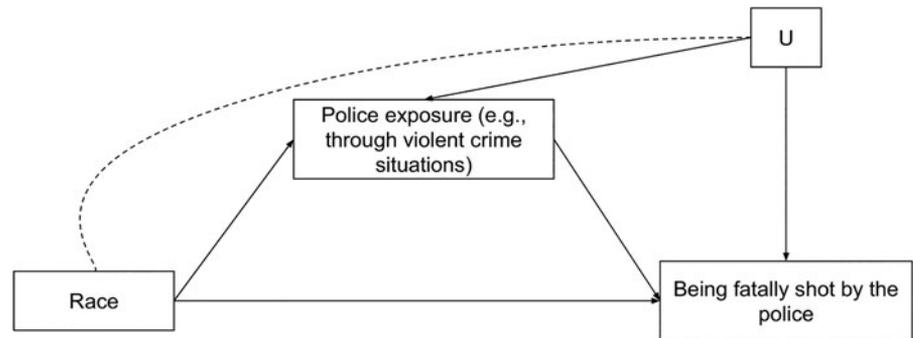 U
Police exposure (e.g.,
through violent crime
situations)
Race
Being fatally shot by the
police